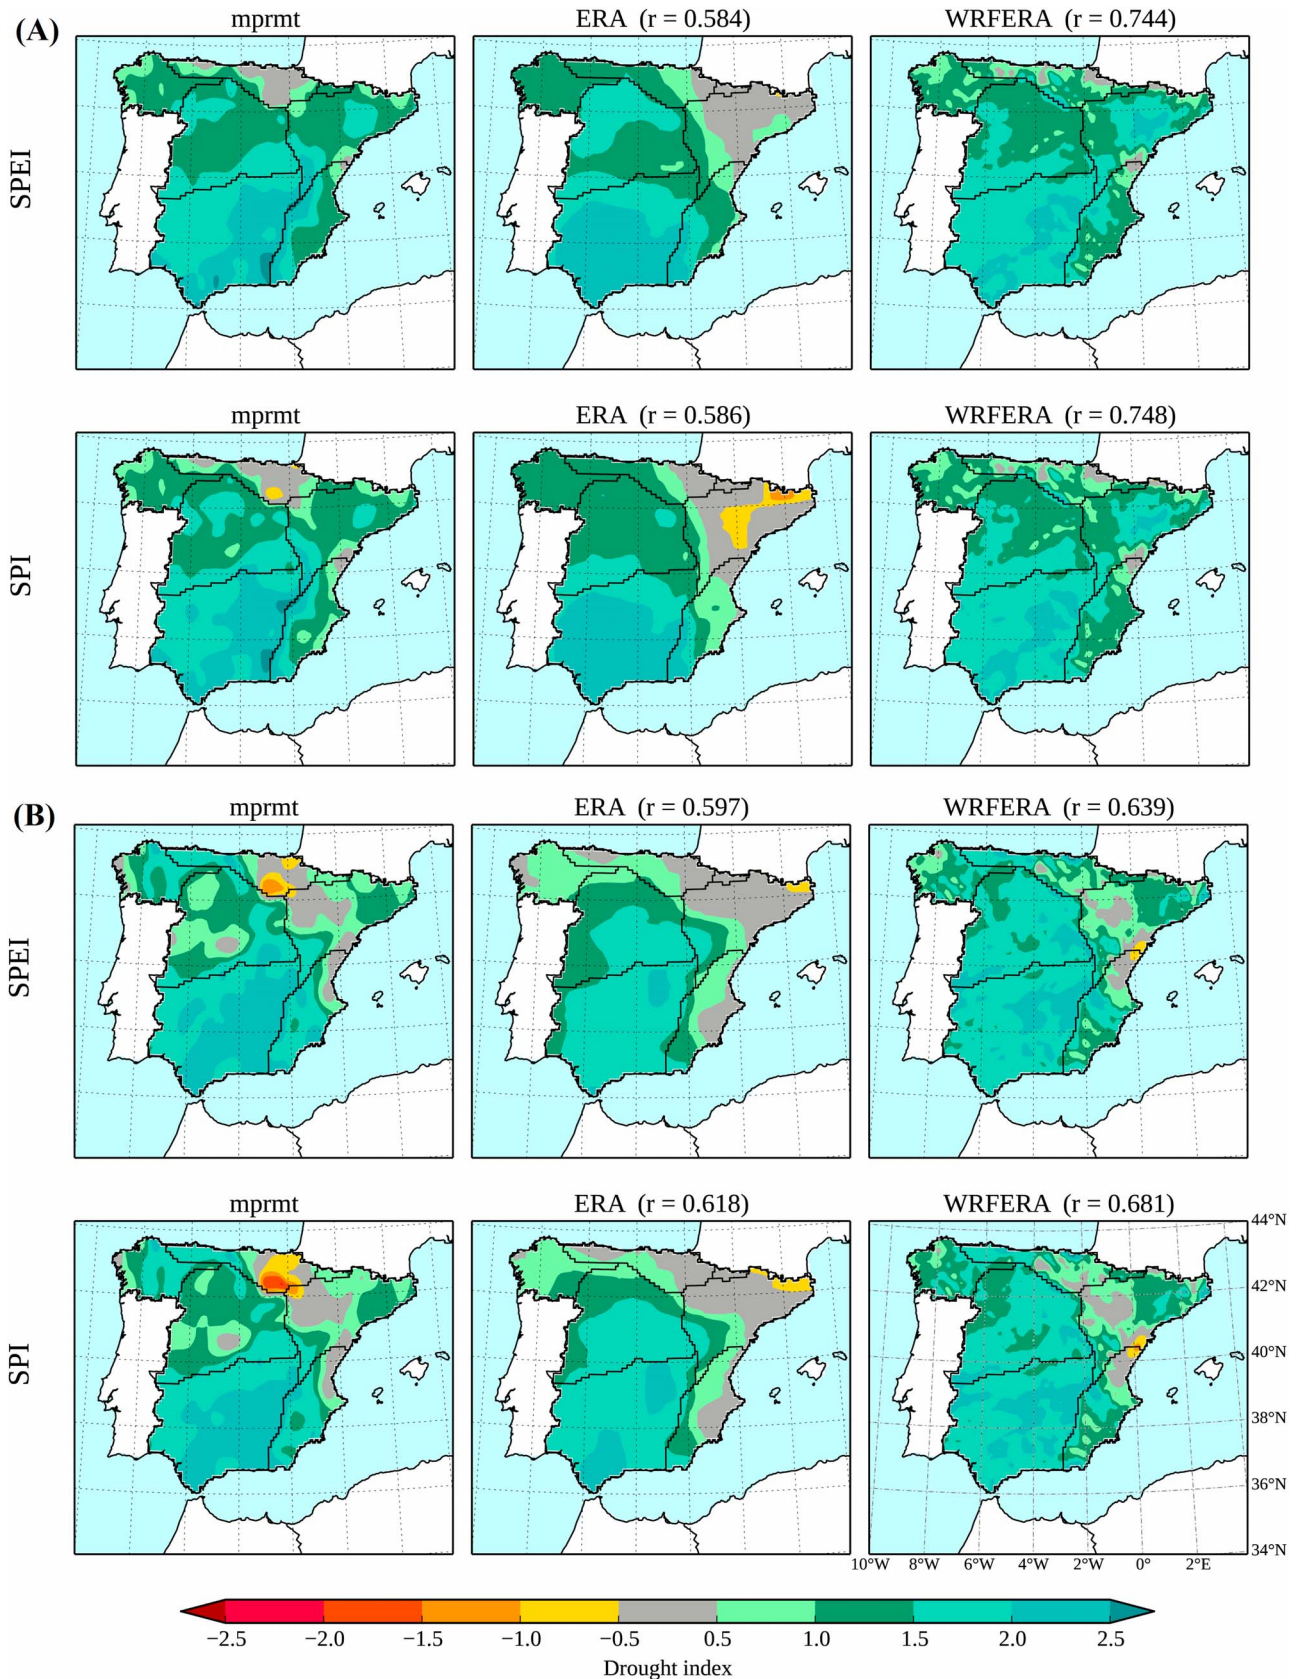 (A)
mprmt
ERA (r = 0.584)
WRFERA (r = 0.744)
SPEI
mprmt
ERA (r = 0.586)
WRFERA (r = 0.748)
SPI
(B)
mprmt
ERA (r = 0.597)
WRFERA (r = 0.639)
SPEI
mprmt
ERA (r = 0.618)
WRFERA (r = 0.681)
SPI
44°N
42°N
40°N
38°N
36°N
34°N
10°W 8°W 6°W 4°W 2°W 0° 2°E
−2.5 −2.0 −1.5 −1.0 −0.5 0.5 1.0 1.5 2.0 2.5
Drought index